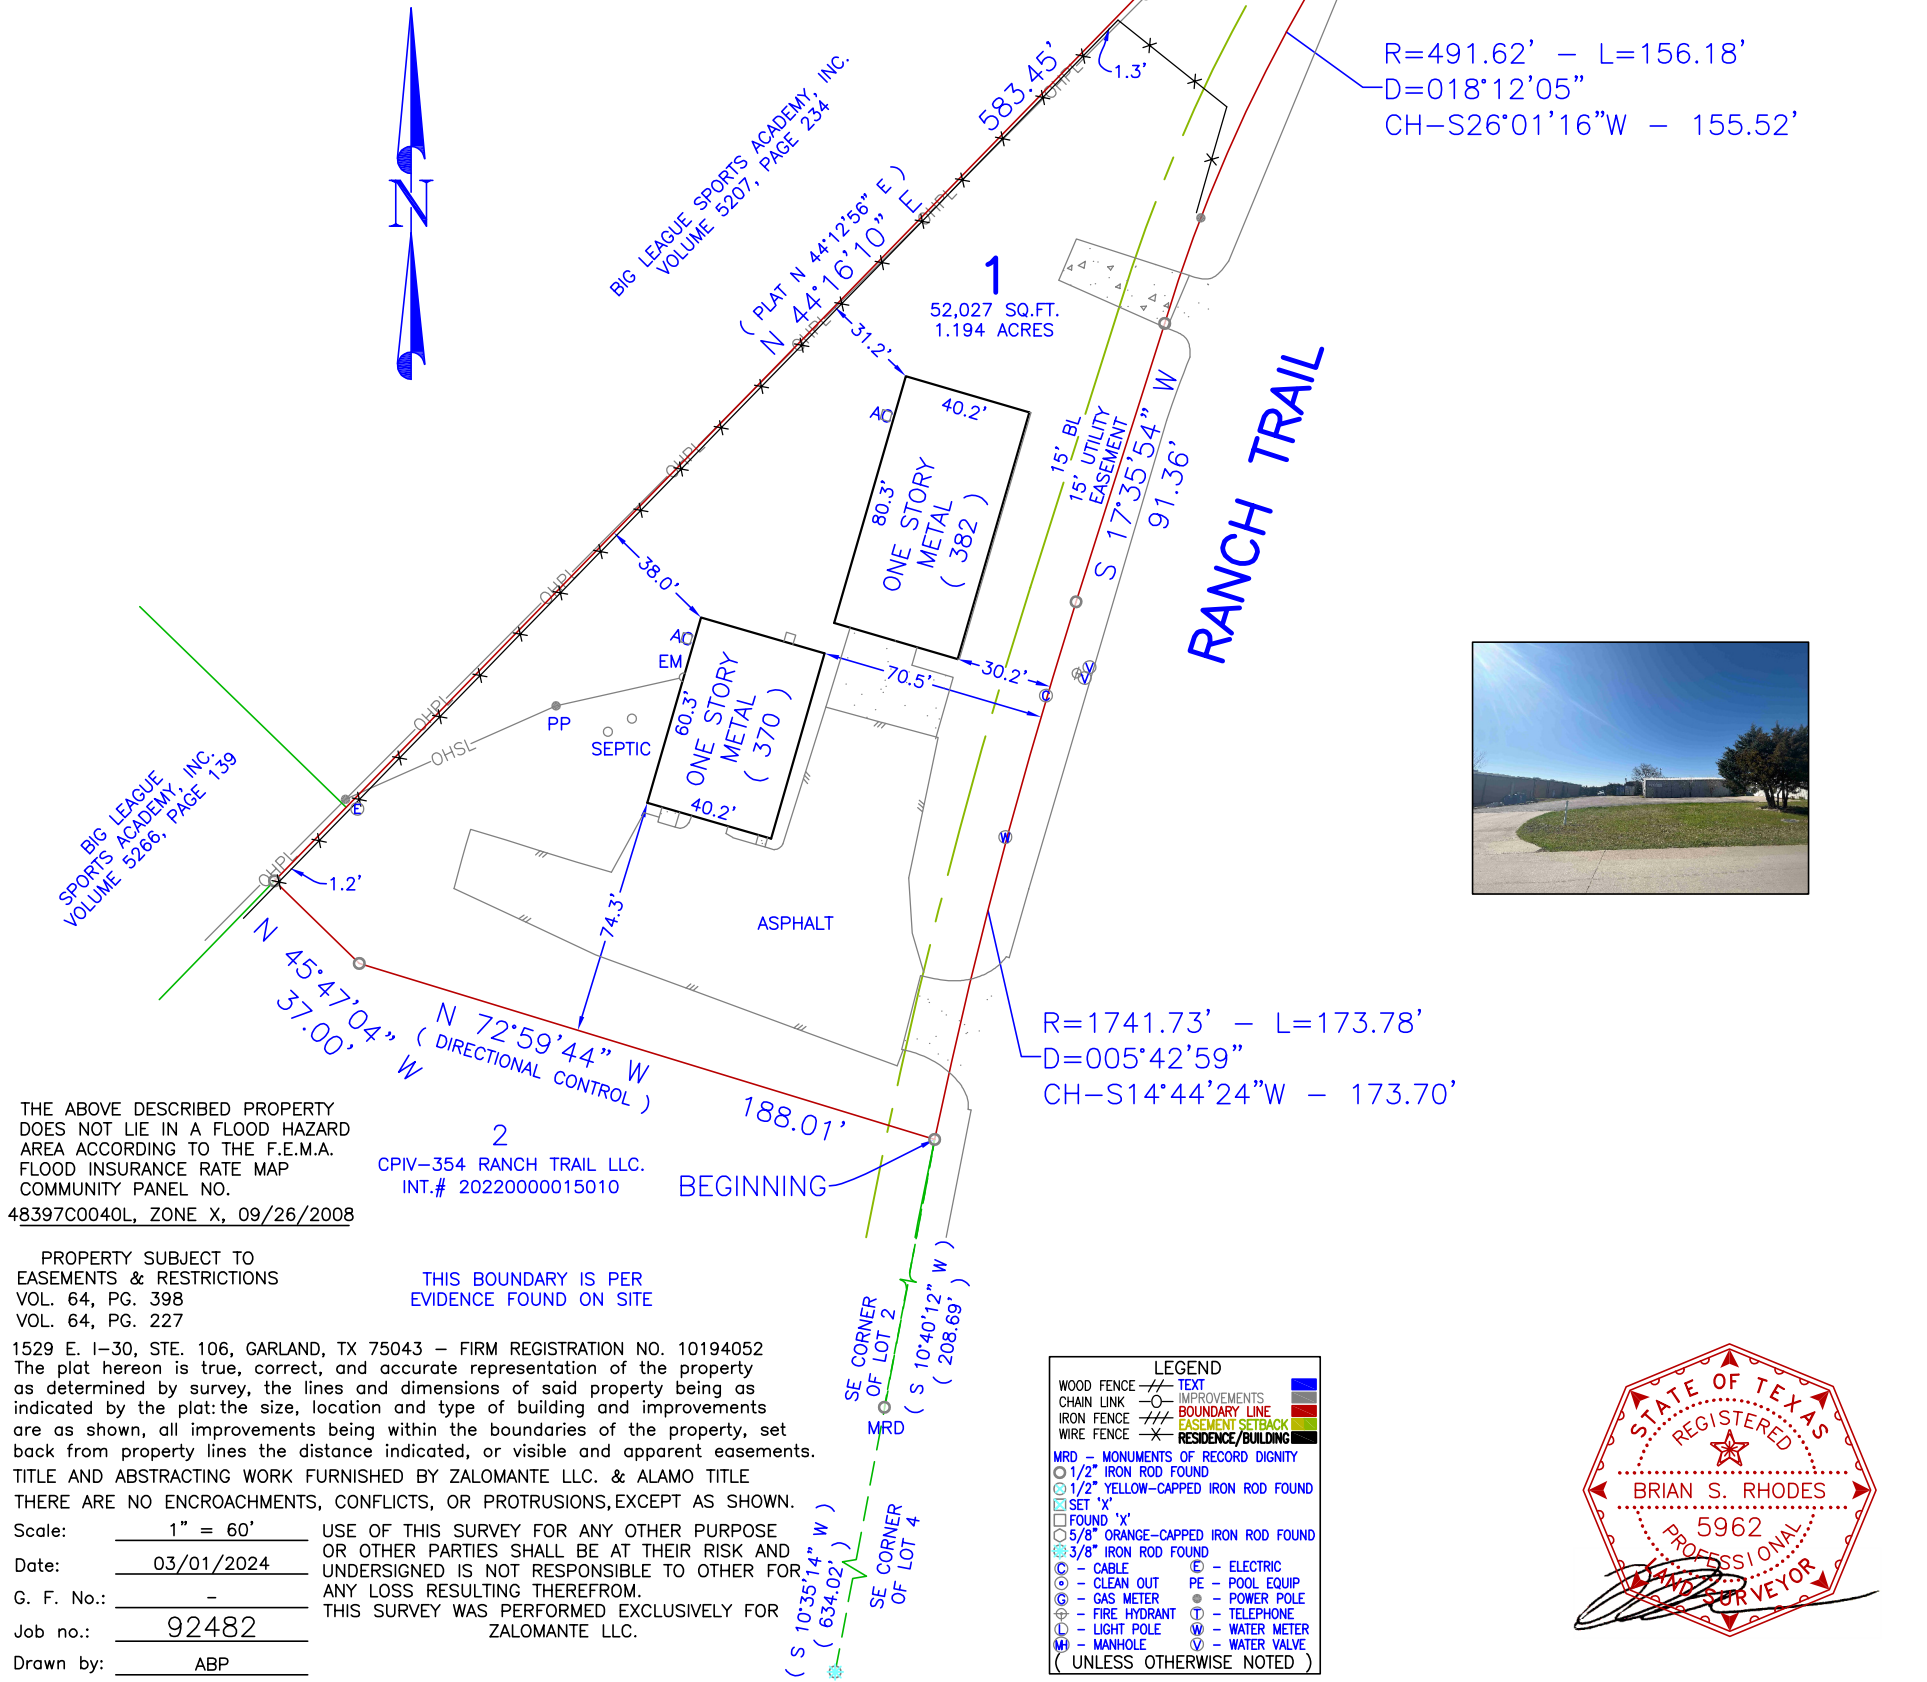 N
BIG LEAGUE SPORTS ACADEMY, INC.
VOLUME 5207, PAGE 234
583.45'
1.3'
R=491.62' – L=156.18'
D=018°12'05"
CH–S26°01'16"W – 155.52'
( PLAT N 44°12'56" E )
N 44°16'10" E
OHPL
OHPL
OHPL
OHPL
OHPL
OHPL
OHPL
1
52,027 SQ.FT.
1.194 ACRES
31.2'
AC
40.2'
80.3'
ONE STORY
METAL
( 382 )
15' BL
15' UTILITY
EASEMENT
S 17°35'54" W
91.36'
RANCH TRAIL
38.0'
AC
EM
60.3'
ONE STORY
METAL
( 370 )
40.2'
70.5'
30.2'
C
V
V
W
PP
SEPTIC
OHSL
E
BIG LEAGUE
SPORTS ACADEMY, INC.
VOLUME 5266, PAGE 139
1.2'
74.3'
ASPHALT
N 45°47'04" W
37.00'
N 72°59'44" W
( DIRECTIONAL CONTROL )
188.01'
R=1741.73' – L=173.78'
D=005°42'59"
CH–S14°44'24"W – 173.70'
2
CPIV–354 RANCH TRAIL LLC.
INT.# 20220000015010
BEGINNING
THE ABOVE DESCRIBED PROPERTY
DOES NOT LIE IN A FLOOD HAZARD
AREA ACCORDING TO THE F.E.M.A.
FLOOD INSURANCE RATE MAP
COMMUNITY PANEL NO.
48397C0040L, ZONE X, 09/26/2008
PROPERTY SUBJECT TO
EASEMENTS & RESTRICTIONS
VOL. 64, PG. 398
VOL. 64, PG. 227
THIS BOUNDARY IS PER
EVIDENCE FOUND ON SITE
SE CORNER
OF LOT 2
( S 10°40'12" W )
( 208.69' )
MRD
SE CORNER
OF LOT 4
( S 10°35'14" W )
( 634.02' )
1529 E. I–30, STE. 106, GARLAND, TX 75043 – FIRM REGISTRATION NO. 10194052
The plat hereon is true, correct, and accurate representation of the property
as determined by survey, the lines and dimensions of said property being as
indicated by the plat: the size, location and type of building and improvements
are as shown, all improvements being within the boundaries of the property, set
back from property lines the distance indicated, or visible and apparent easements.
TITLE AND ABSTRACTING WORK FURNISHED BY ZALOMANTE LLC. & ALAMO TITLE
THERE ARE NO ENCROACHMENTS, CONFLICTS, OR PROTRUSIONS, EXCEPT AS SHOWN.
Scale: 1" = 60'
Date: 03/01/2024
G. F. No.: –
Job no.: 92482
Drawn by: ABP
USE OF THIS SURVEY FOR ANY OTHER PURPOSE
OR OTHER PARTIES SHALL BE AT THEIR RISK AND
UNDERSIGNED IS NOT RESPONSIBLE TO OTHER FOR
ANY LOSS RESULTING THEREFROM.
THIS SURVEY WAS PERFORMED EXCLUSIVELY FOR
ZALOMANTE LLC.
LEGEND
WOOD FENCE TEXT
CHAIN LINK IMPROVEMENTS
IRON FENCE BOUNDARY LINE
EASEMENT SETBACK
WIRE FENCE RESIDENCE/BUILDING
MRD – MONUMENTS OF RECORD DIGNITY
1/2" IRON ROD FOUND
1/2" YELLOW–CAPPED IRON ROD FOUND
SET 'X'
FOUND 'X'
5/8" ORANGE–CAPPED IRON ROD FOUND
3/8" IRON ROD FOUND
C – CABLE E – ELECTRIC
– CLEAN OUT PE – POOL EQUIP
G – GAS METER – POWER POLE
– FIRE HYDRANT T – TELEPHONE
L – LIGHT POLE W – WATER METER
MH – MANHOLE V – WATER VALVE
( UNLESS OTHERWISE NOTED )
STATE OF TEXAS
REGISTERED
BRIAN S. RHODES
5962
PROFESSIONAL
LAND SURVEYOR